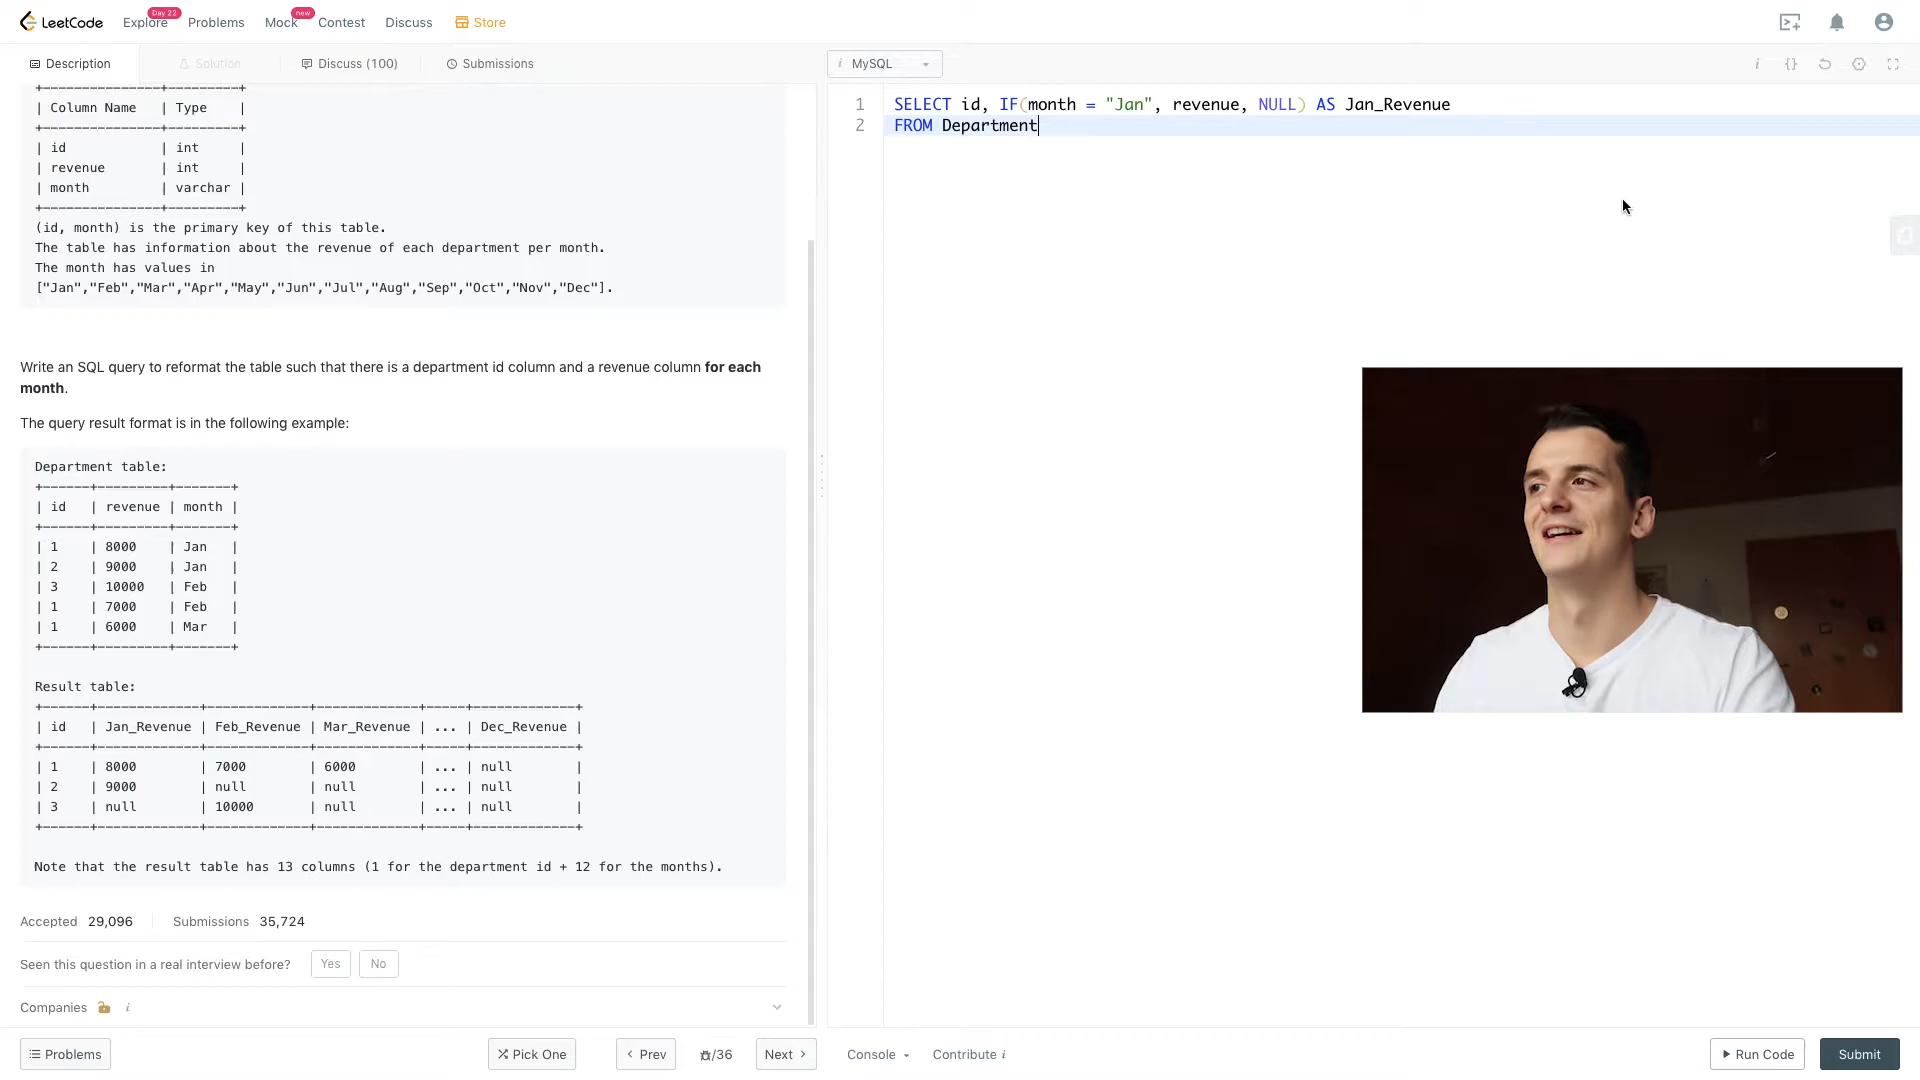 LeetCode Explore Day 22 Problems Mock new Contest Discuss Store
Description Solution Discuss (100) Submissions
i MySQL
i {}
+---------------+---------+
| Column Name | Type |
+---------------+---------+
| id | int |
| revenue | int |
| month | varchar |
+---------------+---------+
(id, month) is the primary key of this table.
The table has information about the revenue of each department per month.
The month has values in
["Jan","Feb","Mar","Apr","May","Jun","Jul","Aug","Sep","Oct","Nov","Dec"].
Write an SQL query to reformat the table such that there is a department id column and a revenue column for each
month.
The query result format is in the following example:
Department table:
+------+---------+-------+
| id | revenue | month |
+------+---------+-------+
| 1 | 8000 | Jan |
| 2 | 9000 | Jan |
| 3 | 10000 | Feb |
| 1 | 7000 | Feb |
| 1 | 6000 | Mar |
+------+---------+-------+
Result table:
+------+-------------+-------------+-------------+-----+-------------+
| id | Jan_Revenue | Feb_Revenue | Mar_Revenue | ... | Dec_Revenue |
+------+-------------+-------------+-------------+-----+-------------+
| 1 | 8000 | 7000 | 6000 | ... | null |
| 2 | 9000 | null | null | ... | null |
| 3 | null | 10000 | null | ... | null |
+------+-------------+-------------+-------------+-----+-------------+
Note that the result table has 13 columns (1 for the department id + 12 for the months).
Accepted 29,096 Submissions 35,724
Seen this question in a real interview before? Yes No
Companies i
Problems Pick One < Prev /36 Next >
1 SELECT id, IF(month = "Jan", revenue, NULL) AS Jan_Revenue
2 FROM Department
Console Contribute i Run Code Submit